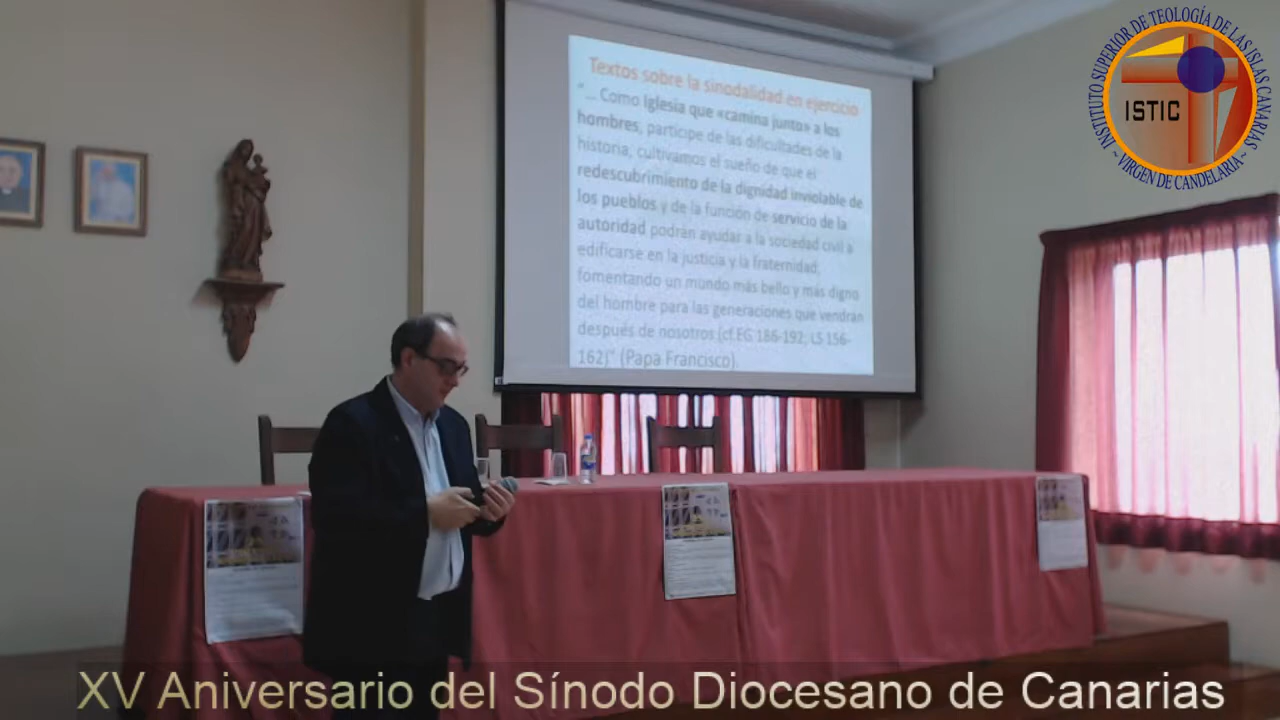 Textos sobre la sinodalidad en ejercicio
"... Como Iglesia que «camina junto» a los
hombres, partícipe de las dificultades de la
historia, cultivamos el sueño de que el
redescubrimiento de la dignidad inviolable de
los pueblos y de la función de servicio de la
autoridad podrán ayudar a la sociedad civil a
edificarse en la justicia y la fraternidad,
fomentando un mundo más bello y más digno
del hombre para las generaciones que vendrán
después de nosotros (cf.EG 186-192; LS 156-
162)" (Papa Francisco).
INSTITUTO SUPERIOR DE TEOLOGÍA DE LAS ISLAS CANARIAS
ISTIC
~ VIRGEN DE CANDELARIA ~
XV Aniversario del Sínodo Diocesano de Canarias